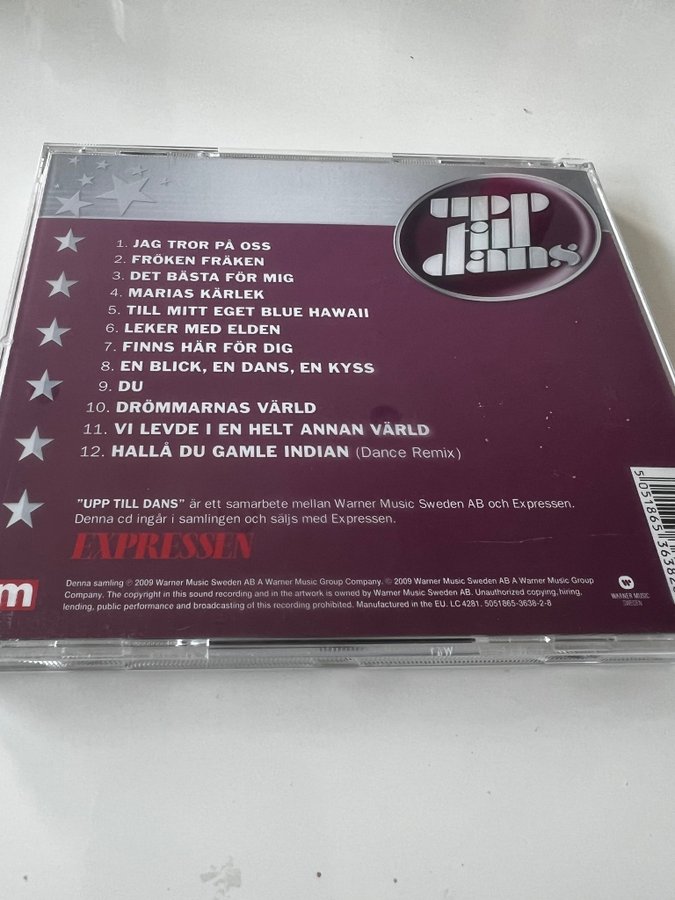 upp
till
dans
1. JAG TROR PÅ OSS
2. FRÖKEN FRÄKEN
3. DET BÄSTA FÖR MIG
4. MARIAS KÄRLEK
5. TILL MITT EGET BLUE HAWAII
6. LEKER MED ELDEN
7. FINNS HÄR FÖR DIG
8. EN BLICK, EN DANS, EN KYSS
9. DU
10. DRÖMMARNAS VÄRLD
11. VI LEVDE I EN HELT ANNAN VÄRLD
12. HALLÅ DU GAMLE INDIAN (Dance Remix)
"UPP TILL DANS" är ett samarbete mellan Warner Music Sweden AB och Expressen.
Denna cd ingår i samlingen och säljs med Expressen.
EXPRESSEN
m
Denna samling ℗ 2009 Warner Music Sweden AB A Warner Music Group Company. © 2009 Warner Music Sweden AB A Warner Music Group
Company. The copyright in this sound recording and in the artwork is owned by Warner Music Sweden AB. Unauthorized copying, hiring,
lending, public performance and broadcasting of this recording prohibited. Manufactured in the EU. LC 4281. 5051865-3638-2-8
WARNER MUSIC
SWEDEN